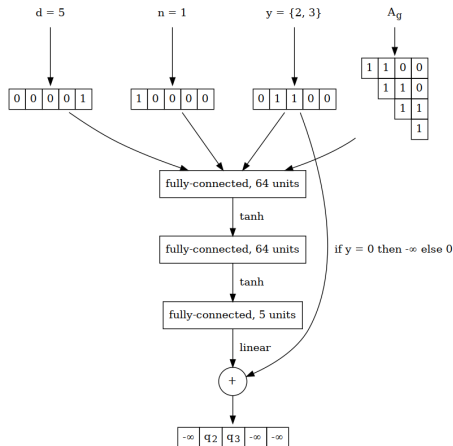 d = 5 n = 1 y = {2, 3} Ag
0 0 0 0 1 1 0 0 0 0 0 1 1 0 0
1 1 0 0
1 1 0
1 1
1
fully-connected, 64 units
tanh
fully-connected, 64 units
if y = 0 then -∞ else 0
tanh
fully-connected, 5 units
linear
+
-∞ q2 q3 -∞ -∞